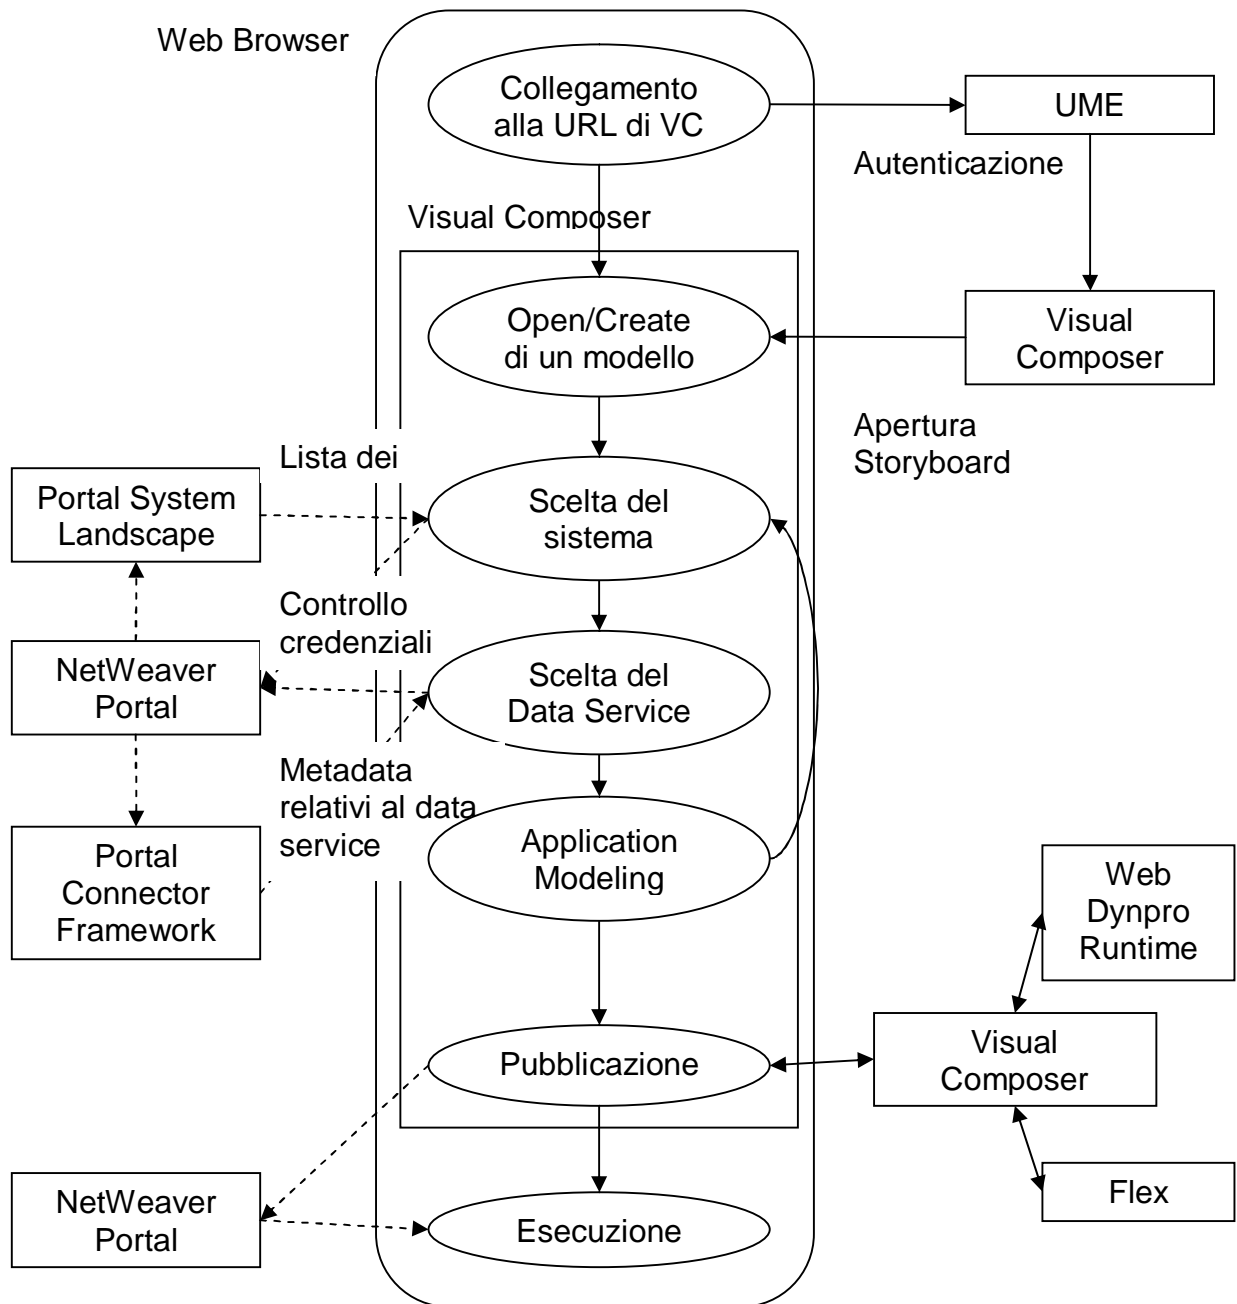 Web Browser
Collegamento
alla URL di VC
UME
Autenticazione
Visual Composer
Open/Create
di un modello
Visual
Composer
Apertura
Storyboard
Lista dei
Portal System
Landscape
Scelta del
sistema
Controllo
credenziali
NetWeaver
Portal
Scelta del
Data Service
Metadata
relativi al data
service
Portal
Connector
Framework
Application
Modeling
Web
Dynpro
Runtime
Pubblicazione
Visual
Composer
NetWeaver
Portal
Esecuzione
Flex